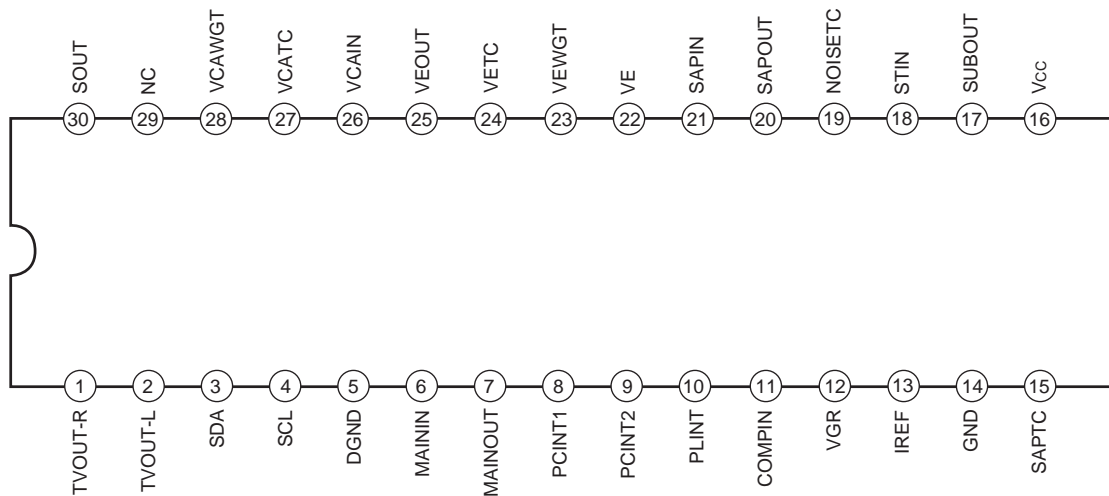 SOUT
NC
VCAWGT
VCATC
VCAIN
VEOUT
VETC
VEWGT
VE
SAPIN
SAPOUT
NOISETC
STIN
SUBOUT
Vcc
30 29 28 27 26 25 24 23 22 21 20 19 18 17 16
1 2 3 4 5 6 7 8 9 10 11 12 13 14 15
TVOUT-R
TVOUT-L
SDA
SCL
DGND
MAININ
MAINOUT
PCINT1
PCINT2
PLINT
COMPIN
VGR
IREF
GND
SAPTC